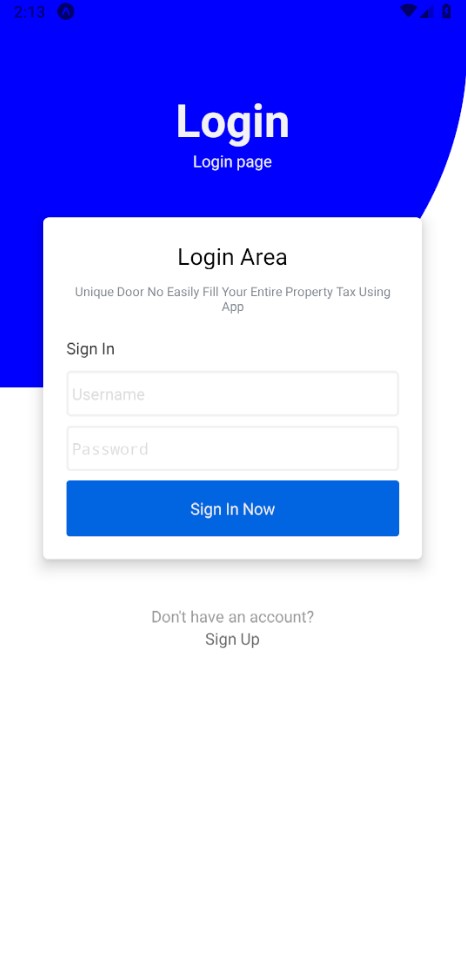 2:13
Login
Login page
Login Area
Unique Door No Easily Fill Your Entire Property Tax Using
App
Sign In
Username
Password
Sign In Now
Don't have an account?
Sign Up